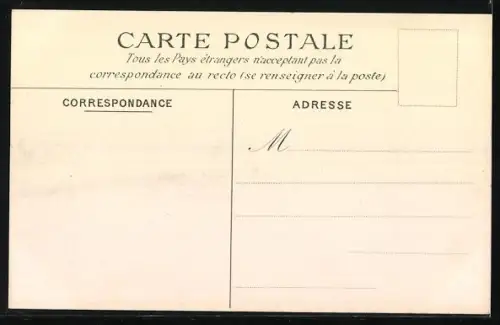 CARTE POSTALE
Tous les Pays étrangers n'acceptant pas la
correspondance au recto (se renseigner à la poste)
CORRESPONDANCE
ADRESSE
M